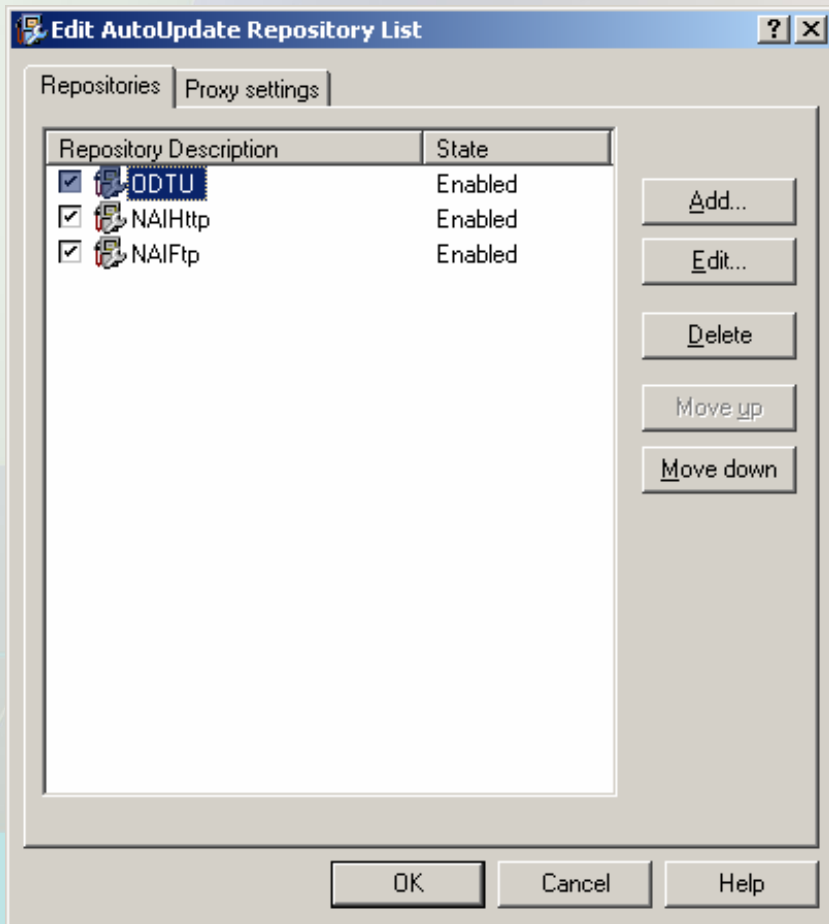 Edit AutoUpdate Repository List
Repositories
Proxy settings
Repository Description State
ODTU Enabled
NAIHttp Enabled
NAIFtp Enabled
Add...
Edit...
Delete
Move up
Move down
OK Cancel Help